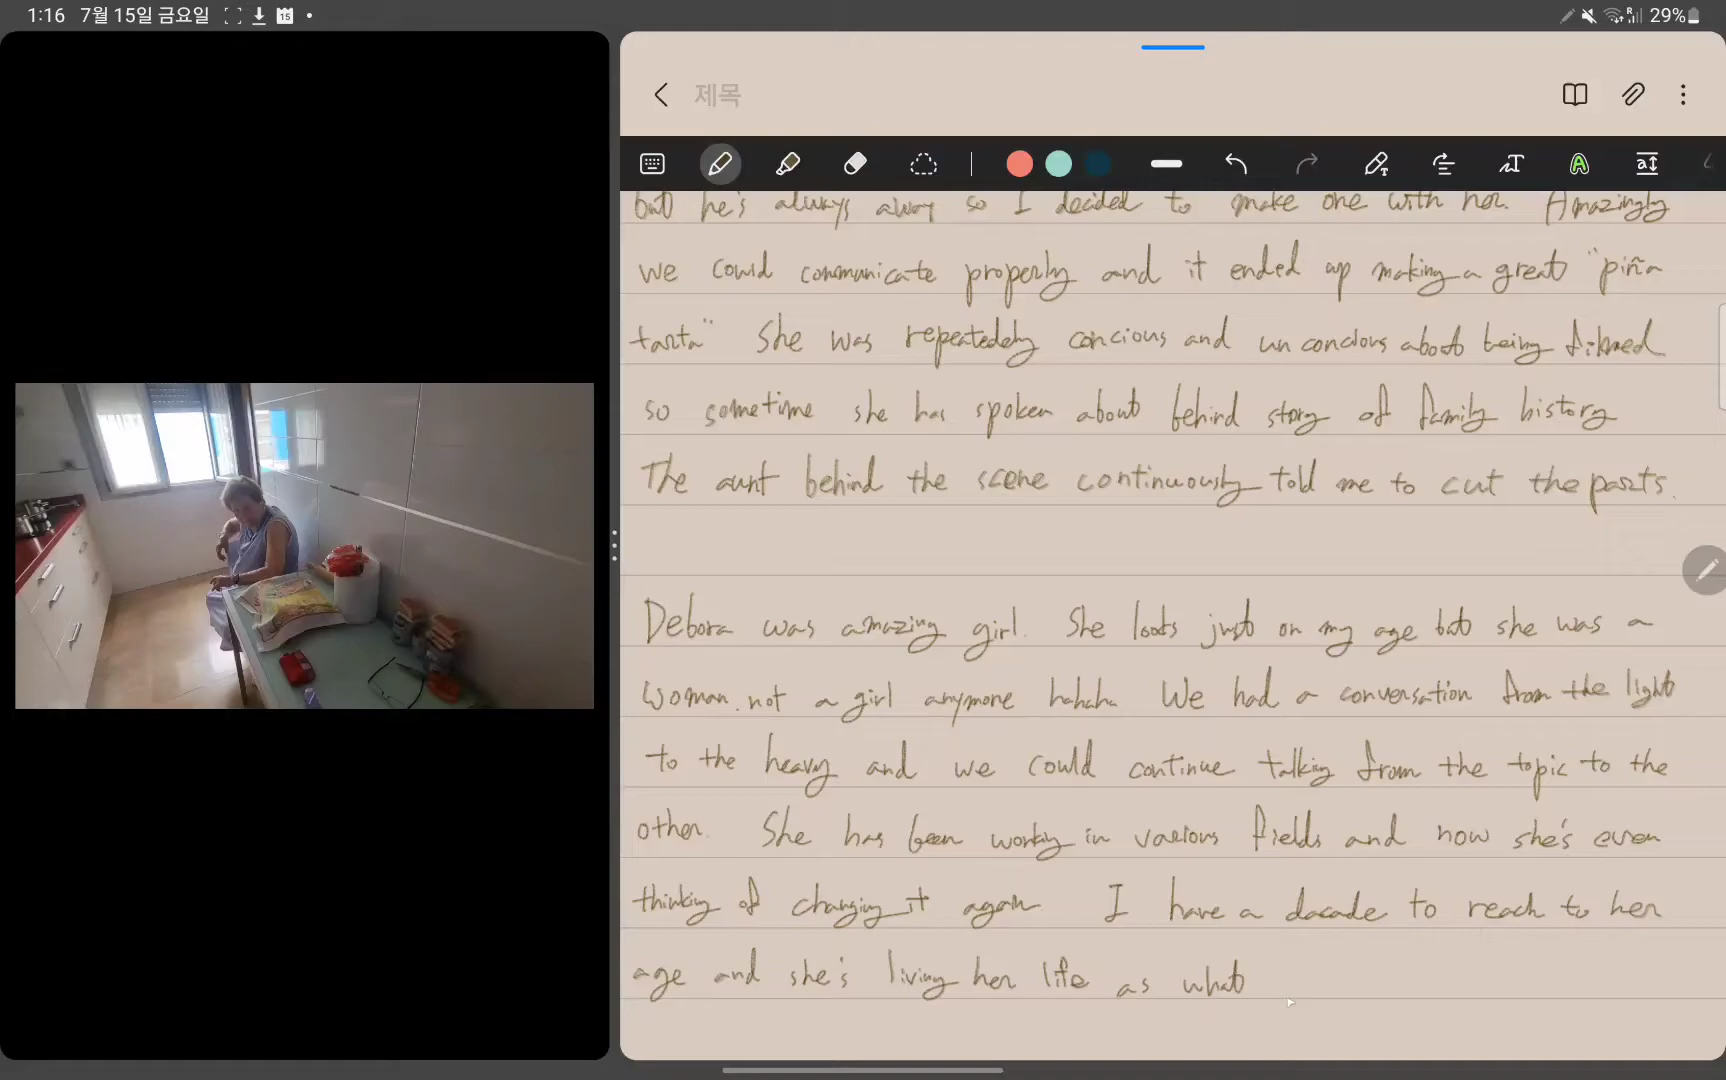 1:16 7월 15일 금요일 15 R 29%
제목
but he's always away so I decided to make one with her. Amazingly
we could communicate properly and it ended up making a great "piña
tarta" She was repeatedely concious and unconcious about being filmed
so sometime she has spoken about behind story of family history
The aunt behind the scene continuously told me to cut the parts.
Debora was amazing girl. She looks just on my age but she was a
woman. not a girl anymore hahaha We had a conversation from the light
to the heavy and we could continue talking from the topic to the
other. She has been working in various fields and now she's even
thinking of changing it again I have a dacade to reach to her
age and she's living her life as what